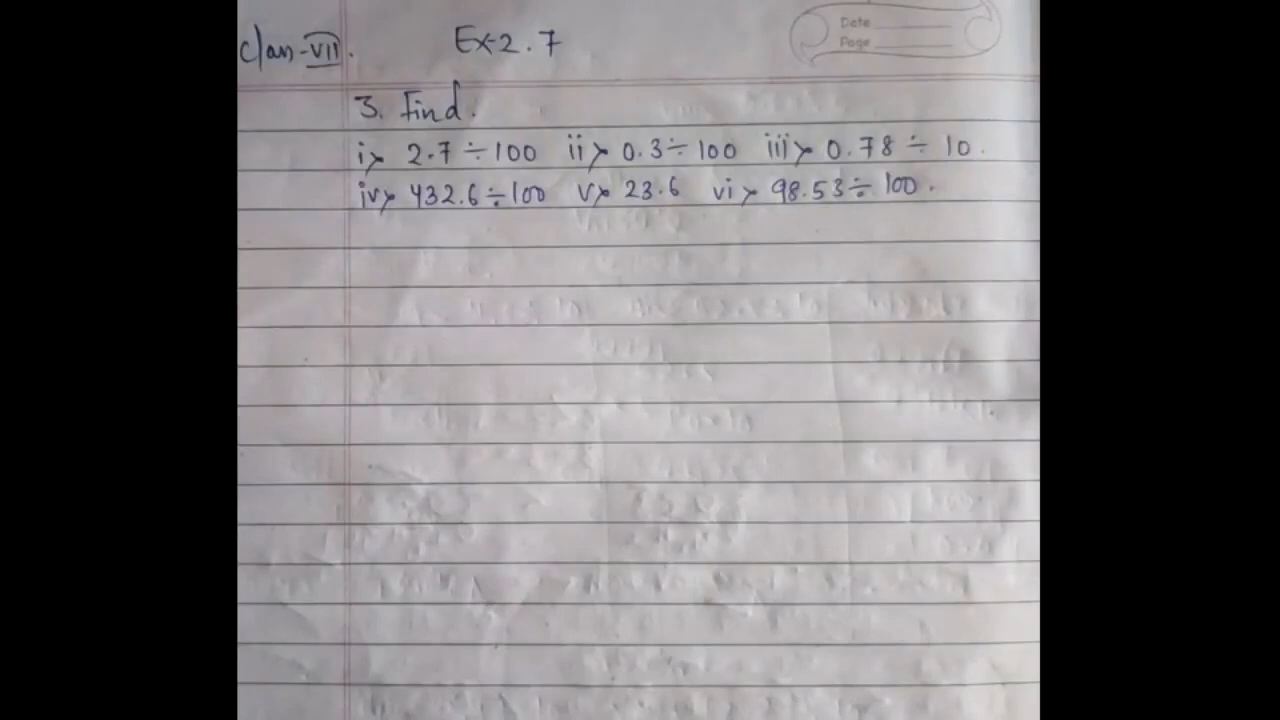 Class-VII.
Ex-2.7
Date
Page
3. Find.
i> 2.7÷100 ii> 0.3÷100 iii> 0.78 ÷ 10.
iv> 432.6÷100 v> 23.6 vi> 98.53÷ 100.